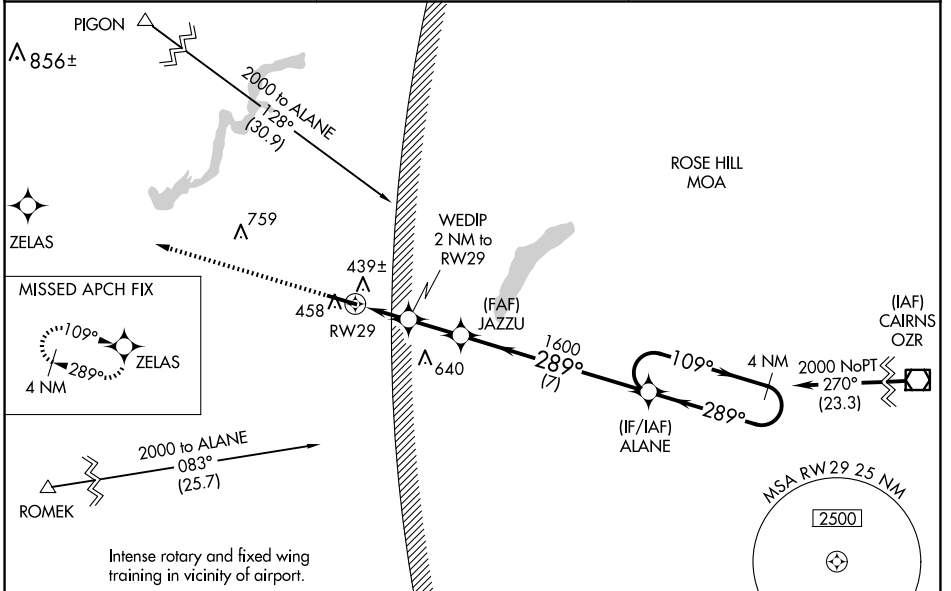 PIGON
856±
2000 to ALANE
128°
(30.9)
ROSE HILL
MOA
ZELAS
759
WEDIP
2 NM to
RW29
439±
458
RW29
(FAF)
JAZZU
640
1600
289°
(7)
109°
4 NM
289°
(IF/IAF)
ALANE
2000 NoPT
270°
(23.3)
(IAF)
CAIRNS
OZR
MISSED APCH FIX
109°
ZELAS
289°
4 NM
2000 to ALANE
083°
(25.7)
ROMEK
Intense rotary and fixed wing
training in vicinity of airport.
MSA RW 29 25 NM
2500